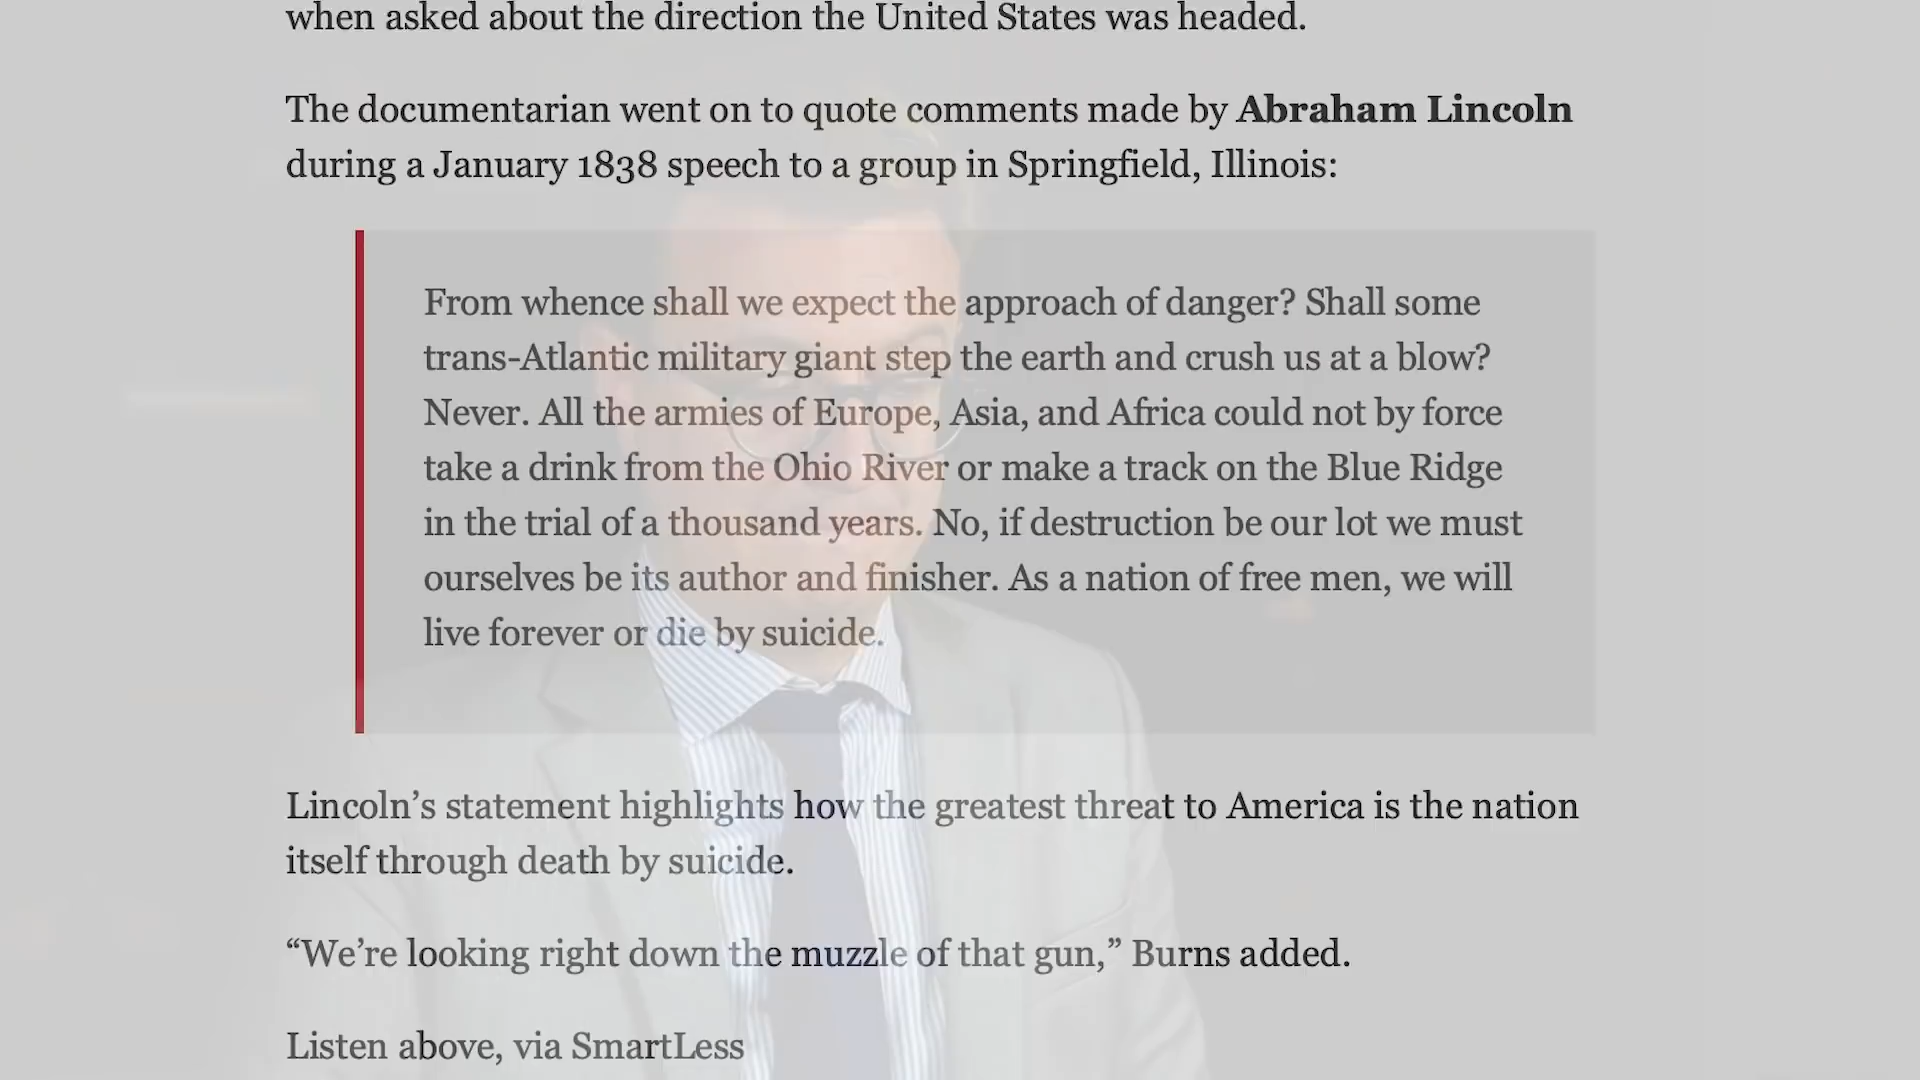 when asked about the direction the United States was headed.
The documentarian went on to quote comments made by Abraham Lincoln
during a January 1838 speech to a group in Springfield, Illinois:
From whence shall we expect the approach of danger? Shall some
trans-Atlantic military giant step the earth and crush us at a blow?
Never. All the armies of Europe, Asia, and Africa could not by force
take a drink from the Ohio River or make a track on the Blue Ridge
in the trial of a thousand years. No, if destruction be our lot we must
ourselves be its author and finisher. As a nation of free men, we will
live forever or die by suicide.
Lincoln’s statement highlights how the greatest threat to America is the nation
itself through death by suicide.
“We’re looking right down the muzzle of that gun,” Burns added.
Listen above, via SmartLess